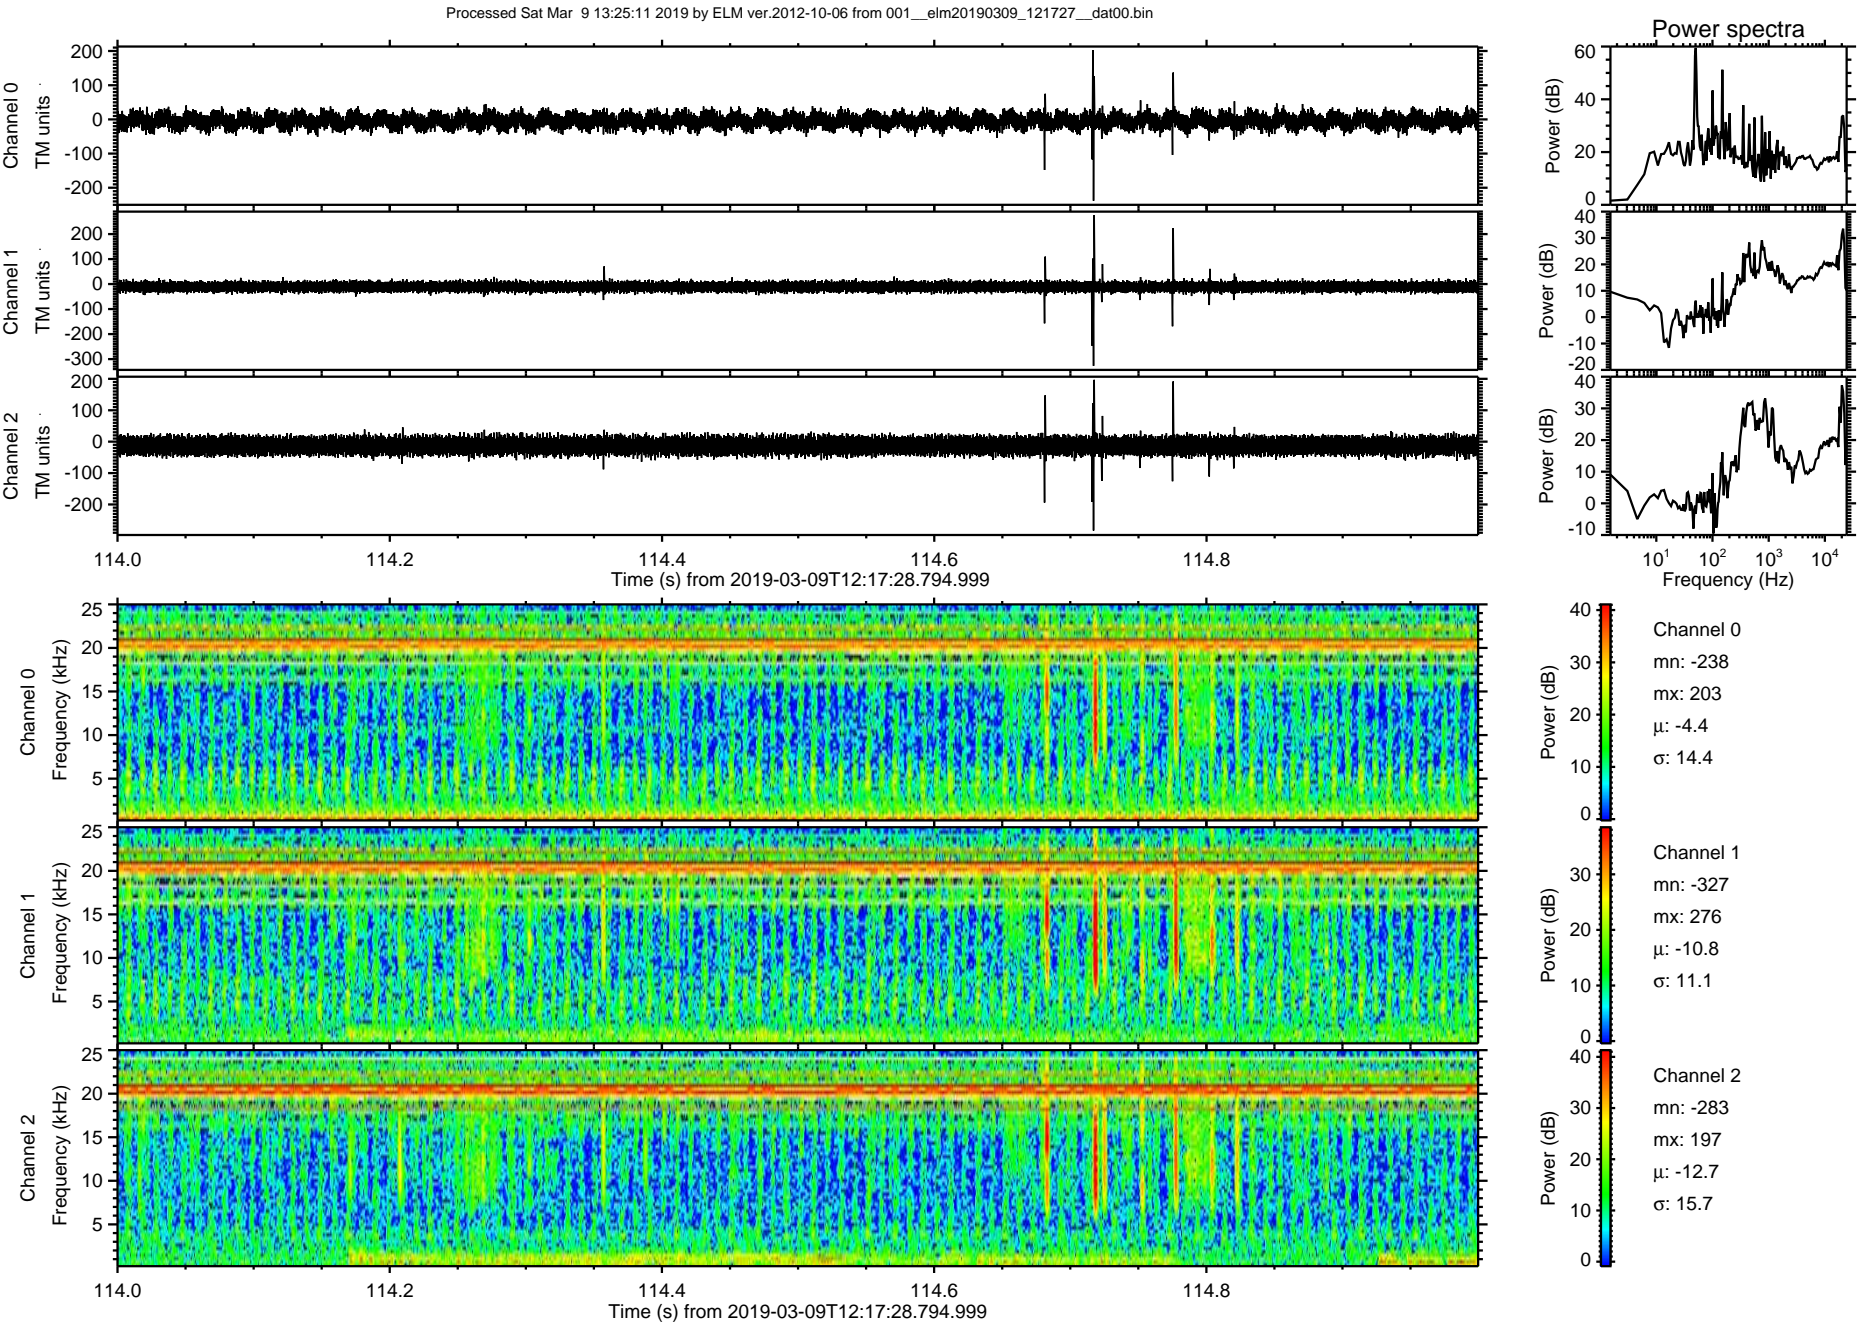 Processed Sat Mar  9 13:25:11 2019 by ELM ver.2012-10-06 from 001__elm20190309_121727__dat00.bin
Power spectra
Channel 0
TM units
200
100
0
-100
-200
Power (dB)
60
40
20
0
Channel 1
TM units
200
100
0
-100
-200
-300
Power (dB)
40
30
20
10
0
-10
-20
Channel 2
TM units
200
100
0
-100
-200
Power (dB)
40
30
20
10
0
-10
114.0 114.2 114.4 114.6 114.8
Time (s) from 2019-03-09T12:17:28.794.999
10¹ 10² 10³ 10⁴
Frequency (Hz)
Channel 0
Frequency (kHz)
25
20
15
10
5
Power (dB)
40
30
20
10
0
Channel 0
mn: -238
mx: 203
µ: -4.4
σ: 14.4
Channel 1
Frequency (kHz)
25
20
15
10
5
Power (dB)
30
20
10
0
Channel 1
mn: -327
mx: 276
µ: -10.8
σ: 11.1
Channel 2
Frequency (kHz)
25
20
15
10
5
Power (dB)
40
30
20
10
0
Channel 2
mn: -283
mx: 197
µ: -12.7
σ: 15.7
114.0 114.2 114.4 114.6 114.8
Time (s) from 2019-03-09T12:17:28.794.999